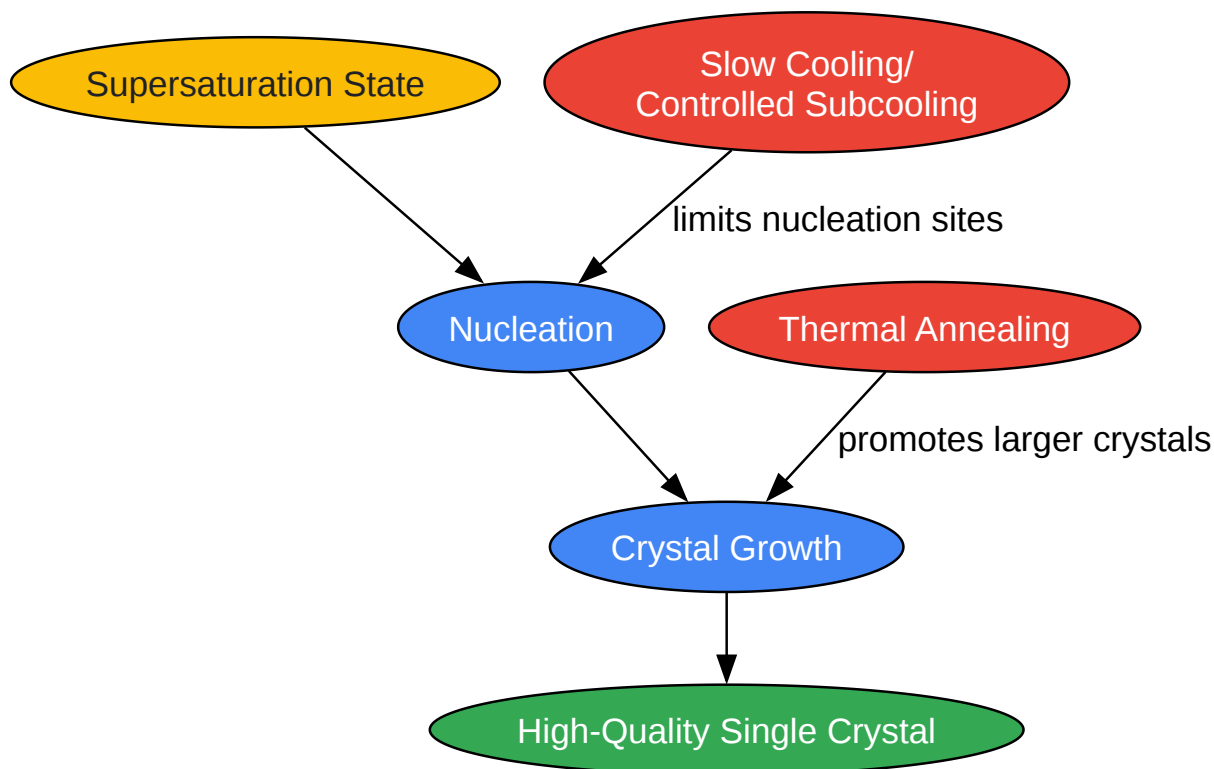 Supersaturation State
Slow Cooling/
Controlled Subcooling
limits nucleation sites
Nucleation
Thermal Annealing
promotes larger crystals
Crystal Growth
High-Quality Single Crystal